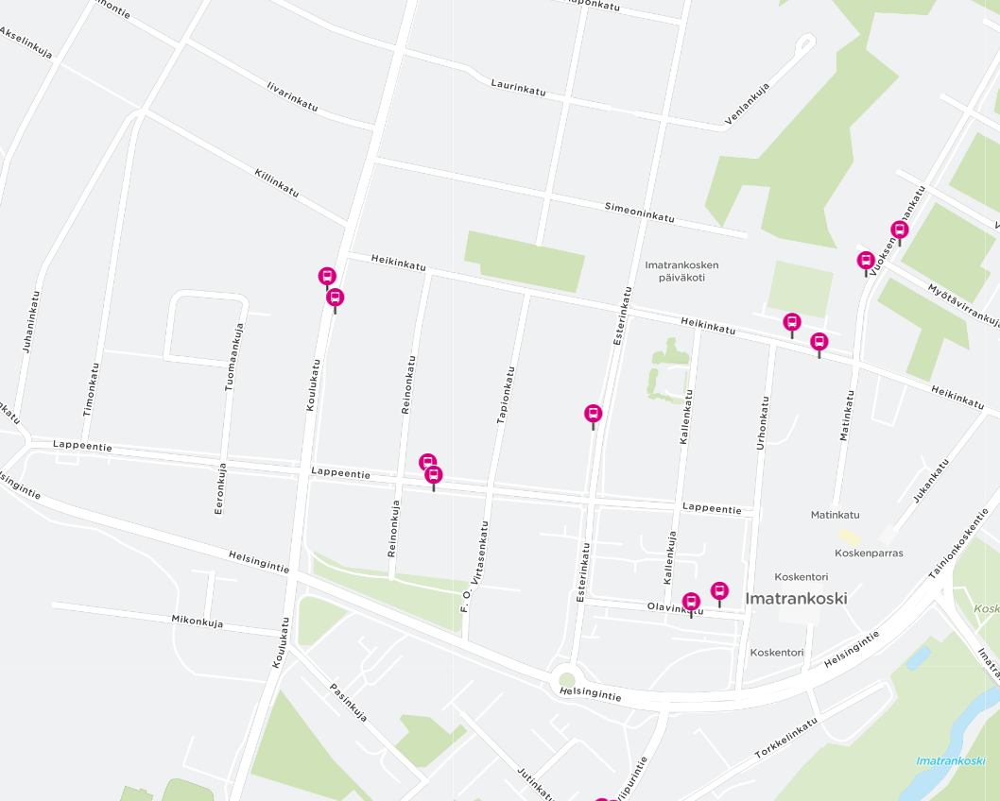 Akselinkuja
Iivarinkatu
Laurinkatu
Venlankuja
Killinkatu
Simeoninkatu
Heikinkatu
Imatrankosken
päiväkoti
Myötävirrankuja
Esterinkatu
Heikinkatu
Juhaninkatu
Tuomaankuja
Koulukatu
Timonkatu
Reinonkatu
Tapionkatu
Kallenkatu
Urhonkatu
Matinkatu
Heikinkatu
Lappeentie
Lappeentie
Lappeentie
Eeronkuja
Reinonkuja
F. O. Virtasenkatu
Esterinkatu
Kallenkuja
Matinkatu
Jukankatu
Koskenparras
Tainionkoskentie
Helsingintie
Koskentori
Imatrankoski
Olavinkatu
Mikonkuja
Koulukatu
Koskentori
Helsingintie
Pasinkuja
Helsingintie
Torkkelinkatu
Imatrankoski
Jutinkatu